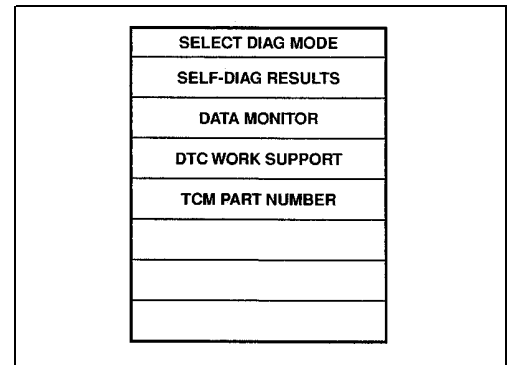 SELECT DIAG MODE
SELF-DIAG RESULTS
DATA MONITOR
DTC WORK SUPPORT
TCM PART NUMBER